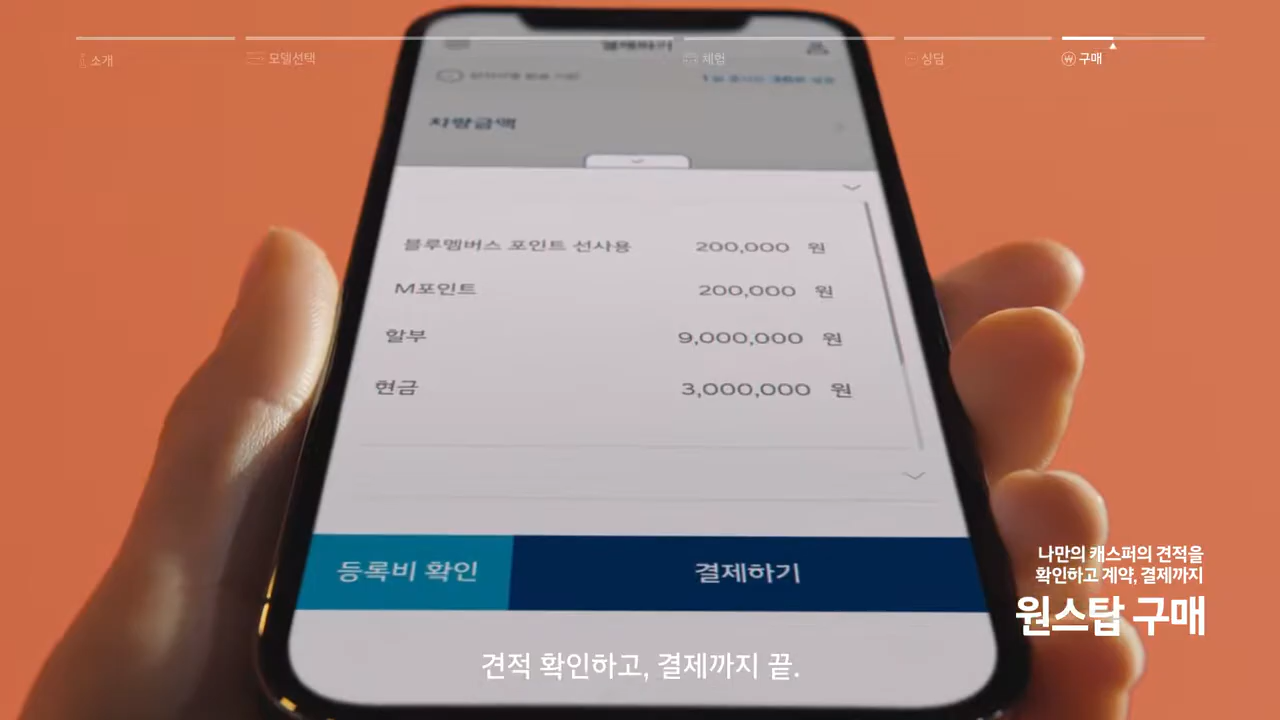 소개
모델선택
체험
상담
구매
결제하기
차량금액
블루멤버스 포인트 선사용 200,000 원
M포인트 200,000 원
할부 9,000,000 원
현금 3,000,000 원
등록비 확인 결제하기
나만의 캐스퍼의 견적을
확인하고 계약, 결제까지
원스탑 구매
견적 확인하고, 결제까지 끝.